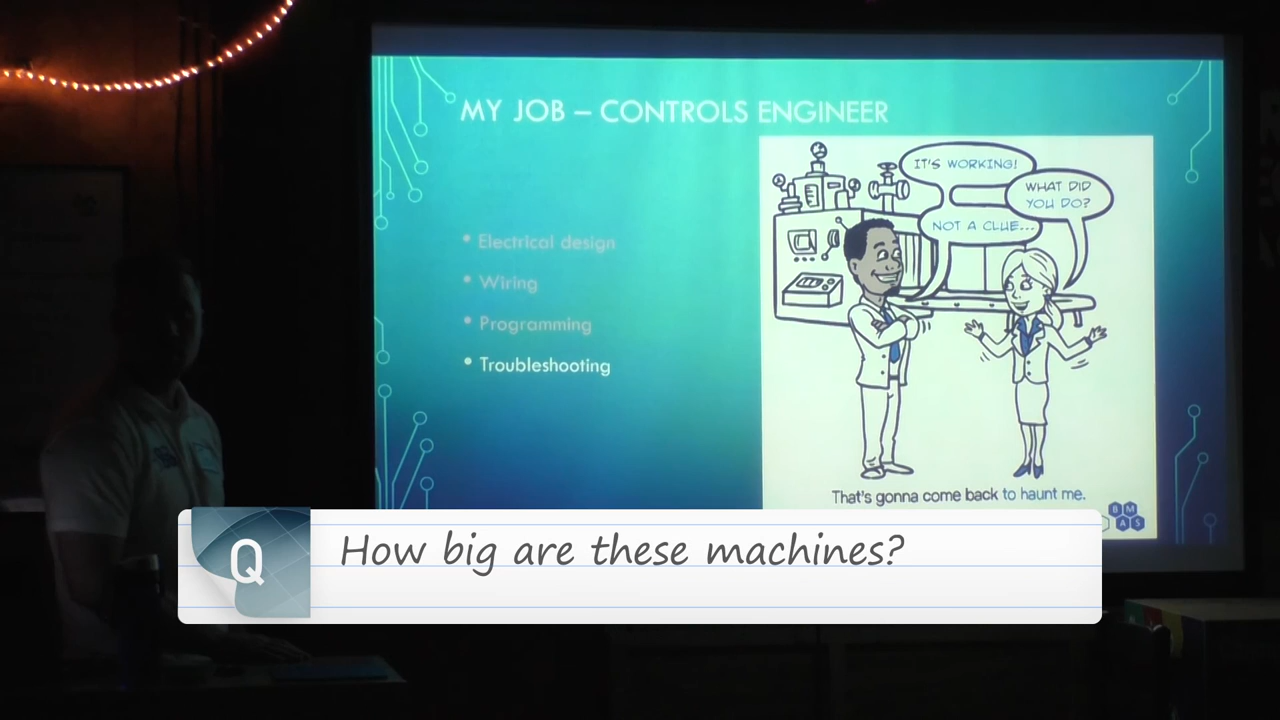 MY JOB – CONTROLS ENGINEER
• Electrical design
• Wiring
• Programming
• Troubleshooting
IT'S WORKING!
WHAT DID
YOU DO?
NOT A CLUE...
That's gonna come back to haunt me.
B M
A S
Q
How big are these machines?